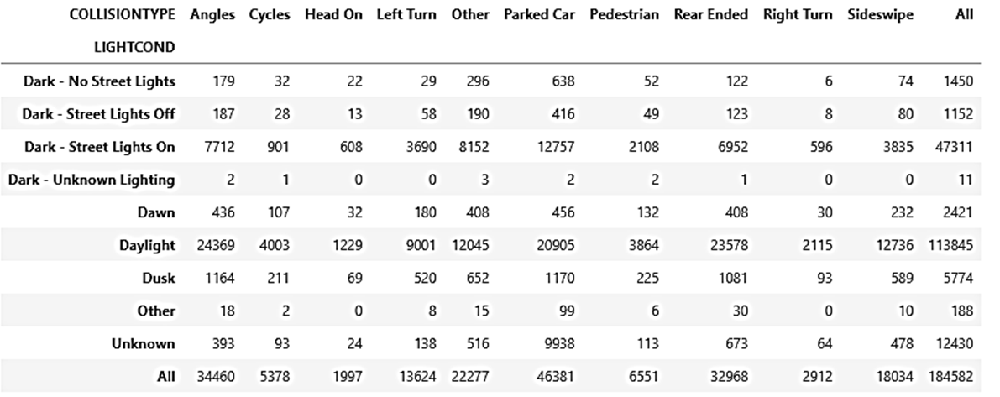 COLLISIONTYPE Angles Cycles Head On Left Turn Other Parked Car Pedestrian Rear Ended Right Turn Sideswipe All
LIGHTCOND
Dark - No Street Lights 179 32 22 29 296 638 52 122 6 74 1450
Dark - Street Lights Off 187 28 13 58 190 416 49 123 8 80 1152
Dark - Street Lights On 7712 901 608 3690 8152 12757 2108 6952 596 3835 47311
Dark - Unknown Lighting 2 1 0 0 3 2 2 1 0 0 11
Dawn 436 107 32 180 408 456 132 408 30 232 2421
Daylight 24369 4003 1229 9001 12045 20905 3864 23578 2115 12736 113845
Dusk 1164 211 69 520 652 1170 225 1081 93 589 5774
Other 18 2 0 8 15 99 6 30 0 10 188
Unknown 393 93 24 138 516 9938 113 673 64 478 12430
All 34460 5378 1997 13624 22277 46381 6551 32968 2912 18034 184582